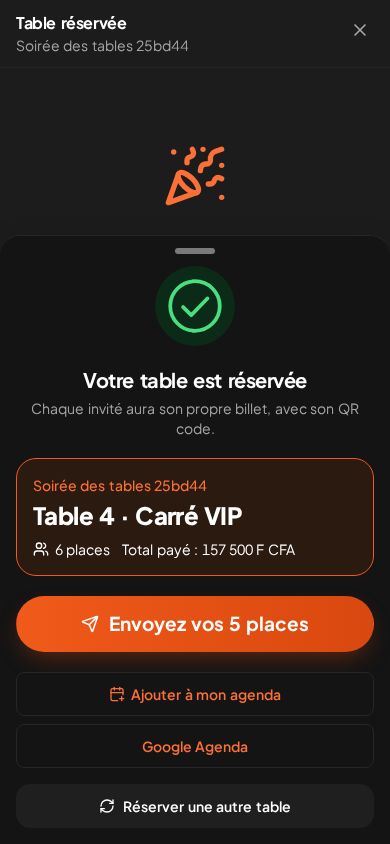 Table réservée
Soirée des tables 25bd44
Votre table est réservée
Chaque invité aura son propre billet, avec son QR
code.
Soirée des tables 25bd44
Table 4 · Carré VIP
6 places Total payé : 157 500 F CFA
Envoyez vos 5 places
Ajouter à mon agenda
Google Agenda
Réserver une autre table